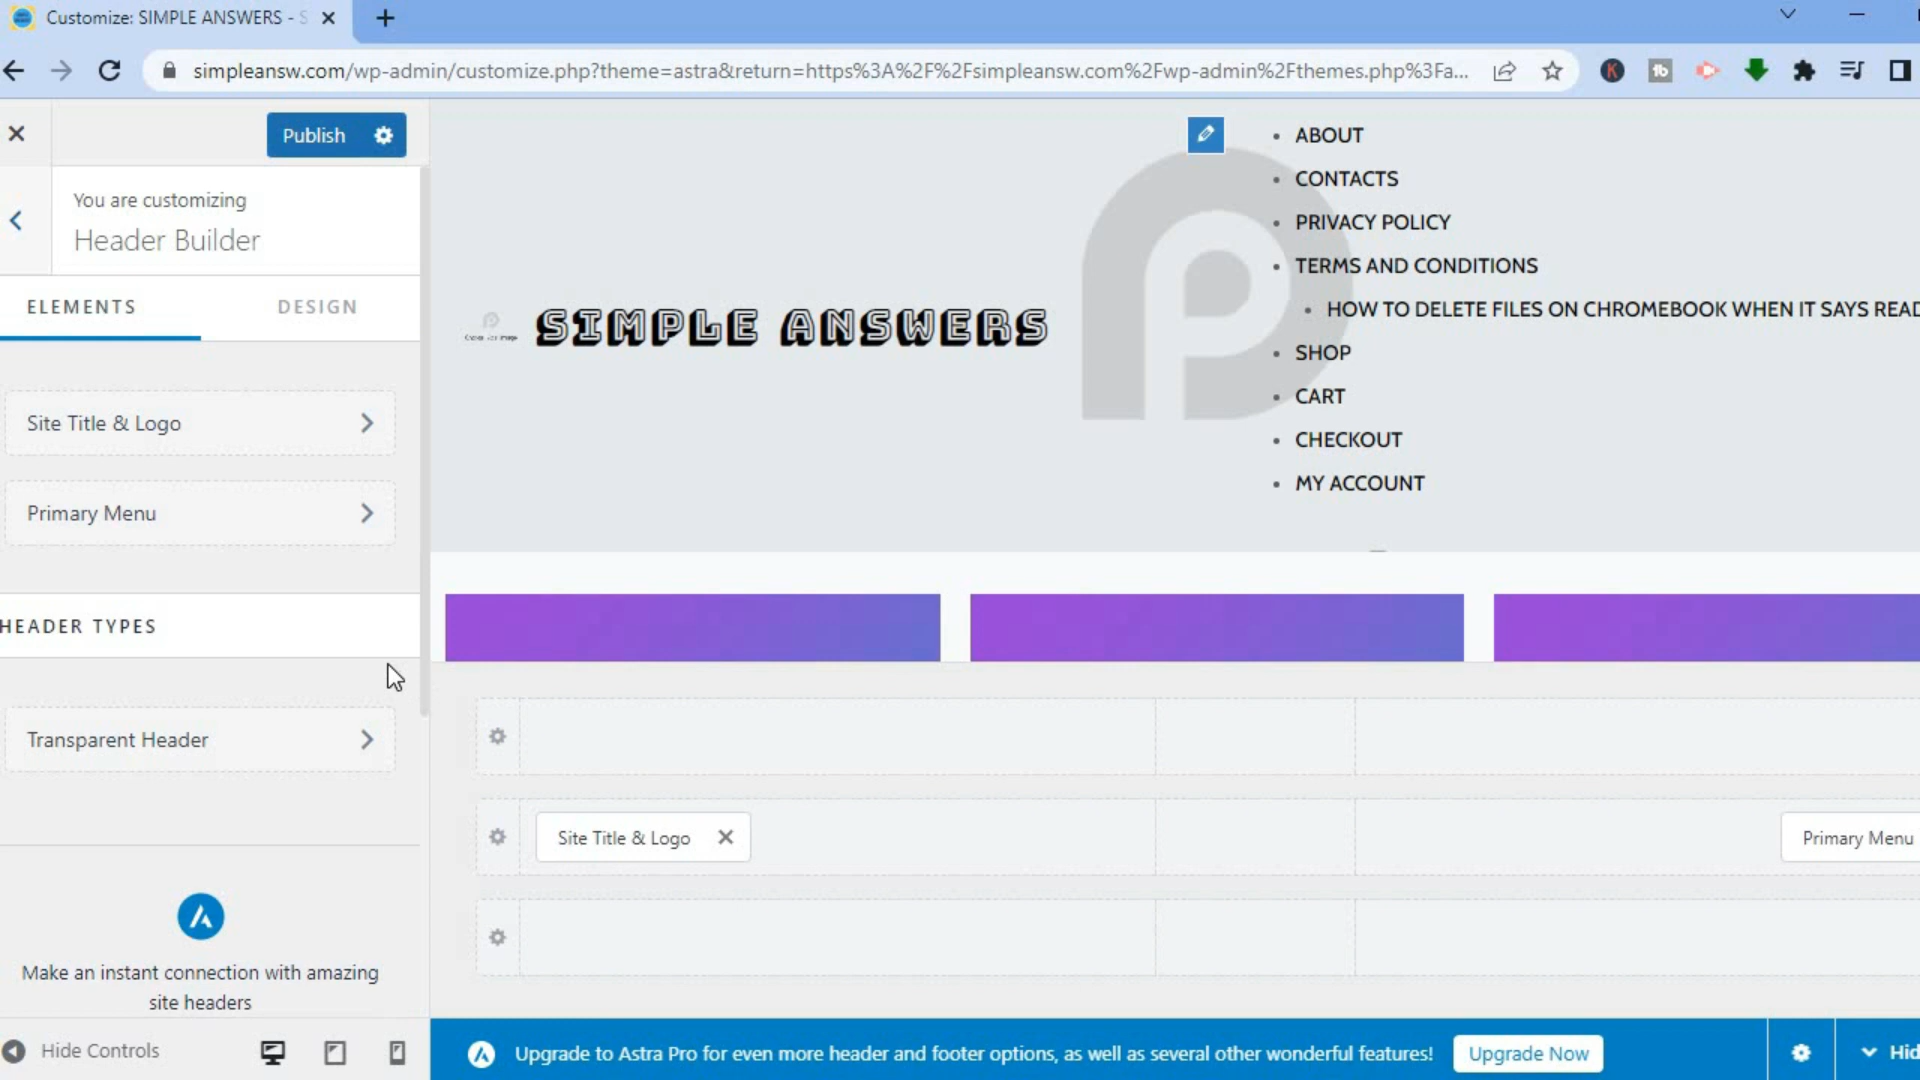 Customize: SIMPLE ANSWERS - S
simpleansw.com/wp-admin/customize.php?theme=astra&return=https%3A%2F%2Fsimpleansw.com%2Fwp-admin%2Fthemes.php%3Fa...
K
tb
Publish
You are customizing
Header Builder
ELEMENTS
DESIGN
Site Title & Logo
Primary Menu
HEADER TYPES
Transparent Header
Make an instant connection with amazing
site headers
Hide Controls
SIMPLE ANSWERS
ABOUT
CONTACTS
PRIVACY POLICY
TERMS AND CONDITIONS
HOW TO DELETE FILES ON CHROMEBOOK WHEN IT SAYS READ
SHOP
CART
CHECKOUT
MY ACCOUNT
Site Title & Logo
Primary Menu
Upgrade to Astra Pro for even more header and footer options, as well as several other wonderful features!
Upgrade Now
Hid